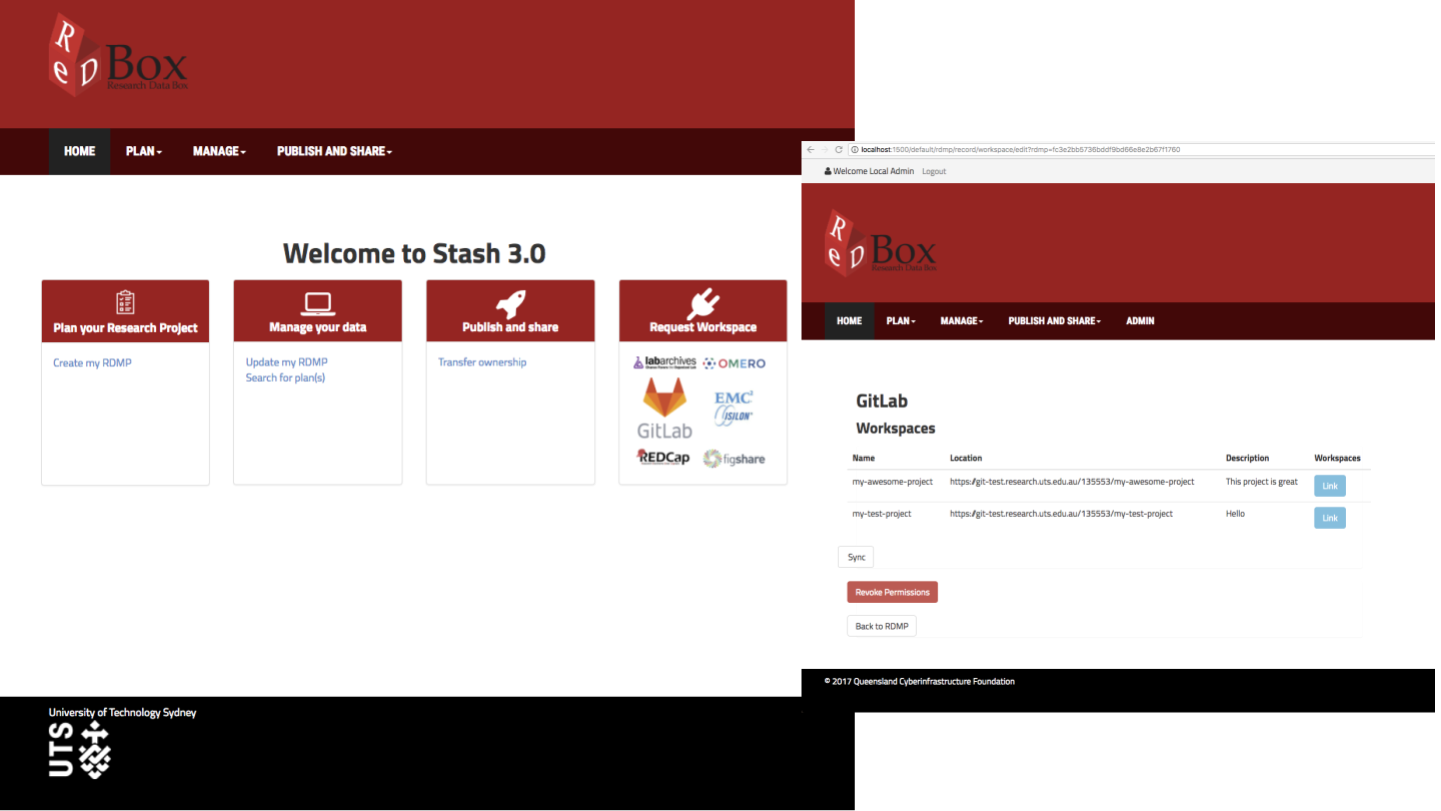 ReD Box
Research Data Box
HOME PLAN MANAGE PUBLISH AND SHARE
Welcome to Stash 3.0
Plan your Research Project
Create my RDMP
Manage your data
Update my RDMP
Search for plan(s)
Publish and share
Transfer ownership
Request Workspace
labarchives OMERO
GitLab
EMC²
ISILON
REDCap figshare
University of Technology Sydney
UTS
localhost:1500/default/rdmp/record/workspace/edit?rdmp=fc3e2bb5736bddf9bd66e8e2b67f1760
Welcome Local Admin Logout
ReD Box
Research Data Box
HOME PLAN MANAGE PUBLISH AND SHARE ADMIN
GitLab
Workspaces
Name Location Description Workspaces
my-awesome-project https://git-test.research.uts.edu.au/135553/my-awesome-project This project is great Link
my-test-project https://git-test.research.uts.edu.au/135553/my-test-project Hello Link
Sync
Revoke Permissions
Back to RDMP
© 2017 Queensland Cyberinfrastructure Foundation